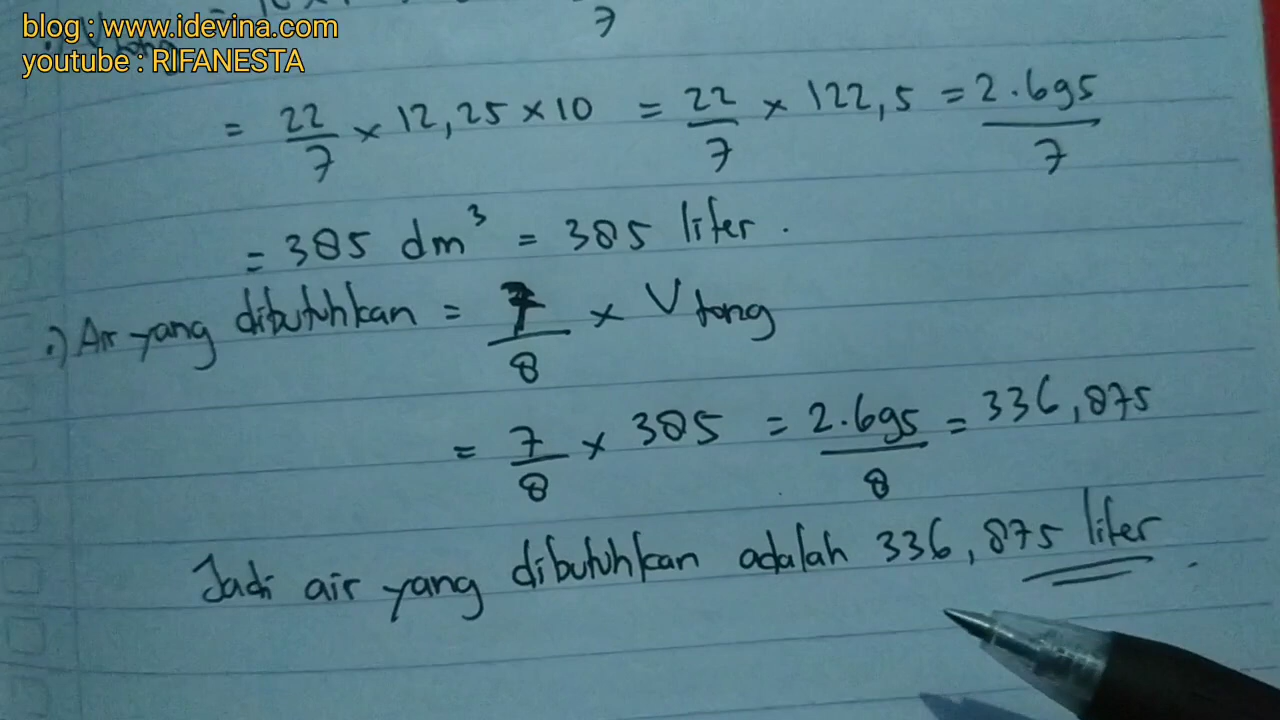 blog : www.idevina.com
youtube : RIFANESTA
7
= 22/7 × 12,25 × 10 = 22/7 × 122,5 = 2.695/7
= 385 dm³ = 385 liter .
•) Air yang dibutuhkan = 7/8 × V tong
= 7/8 × 385 = 2.695/8 = 336,875
Jadi air yang dibutuhkan adalah 336,875 liter .